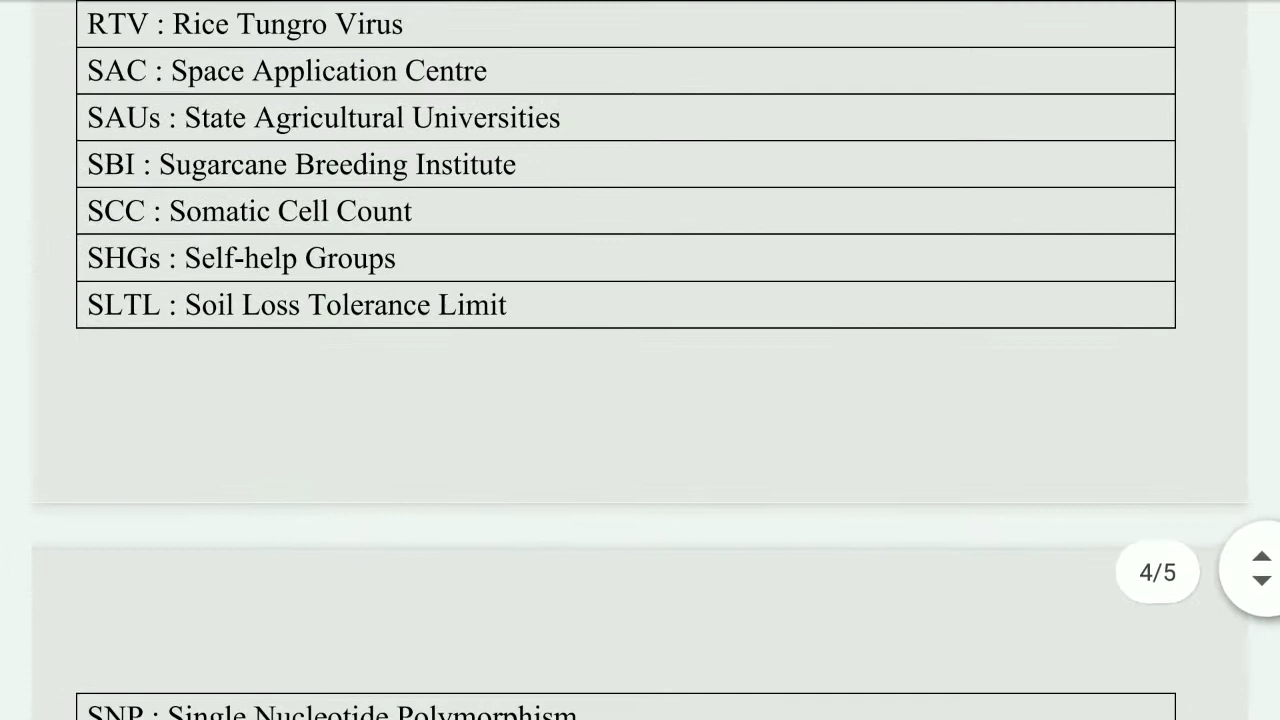 RTV : Rice Tungro Virus
SAC : Space Application Centre
SAUs : State Agricultural Universities
SBI : Sugarcane Breeding Institute
SCC : Somatic Cell Count
SHGs : Self-help Groups
SLTL : Soil Loss Tolerance Limit
4/5
SNP : Single Nucleotide Polymorphism